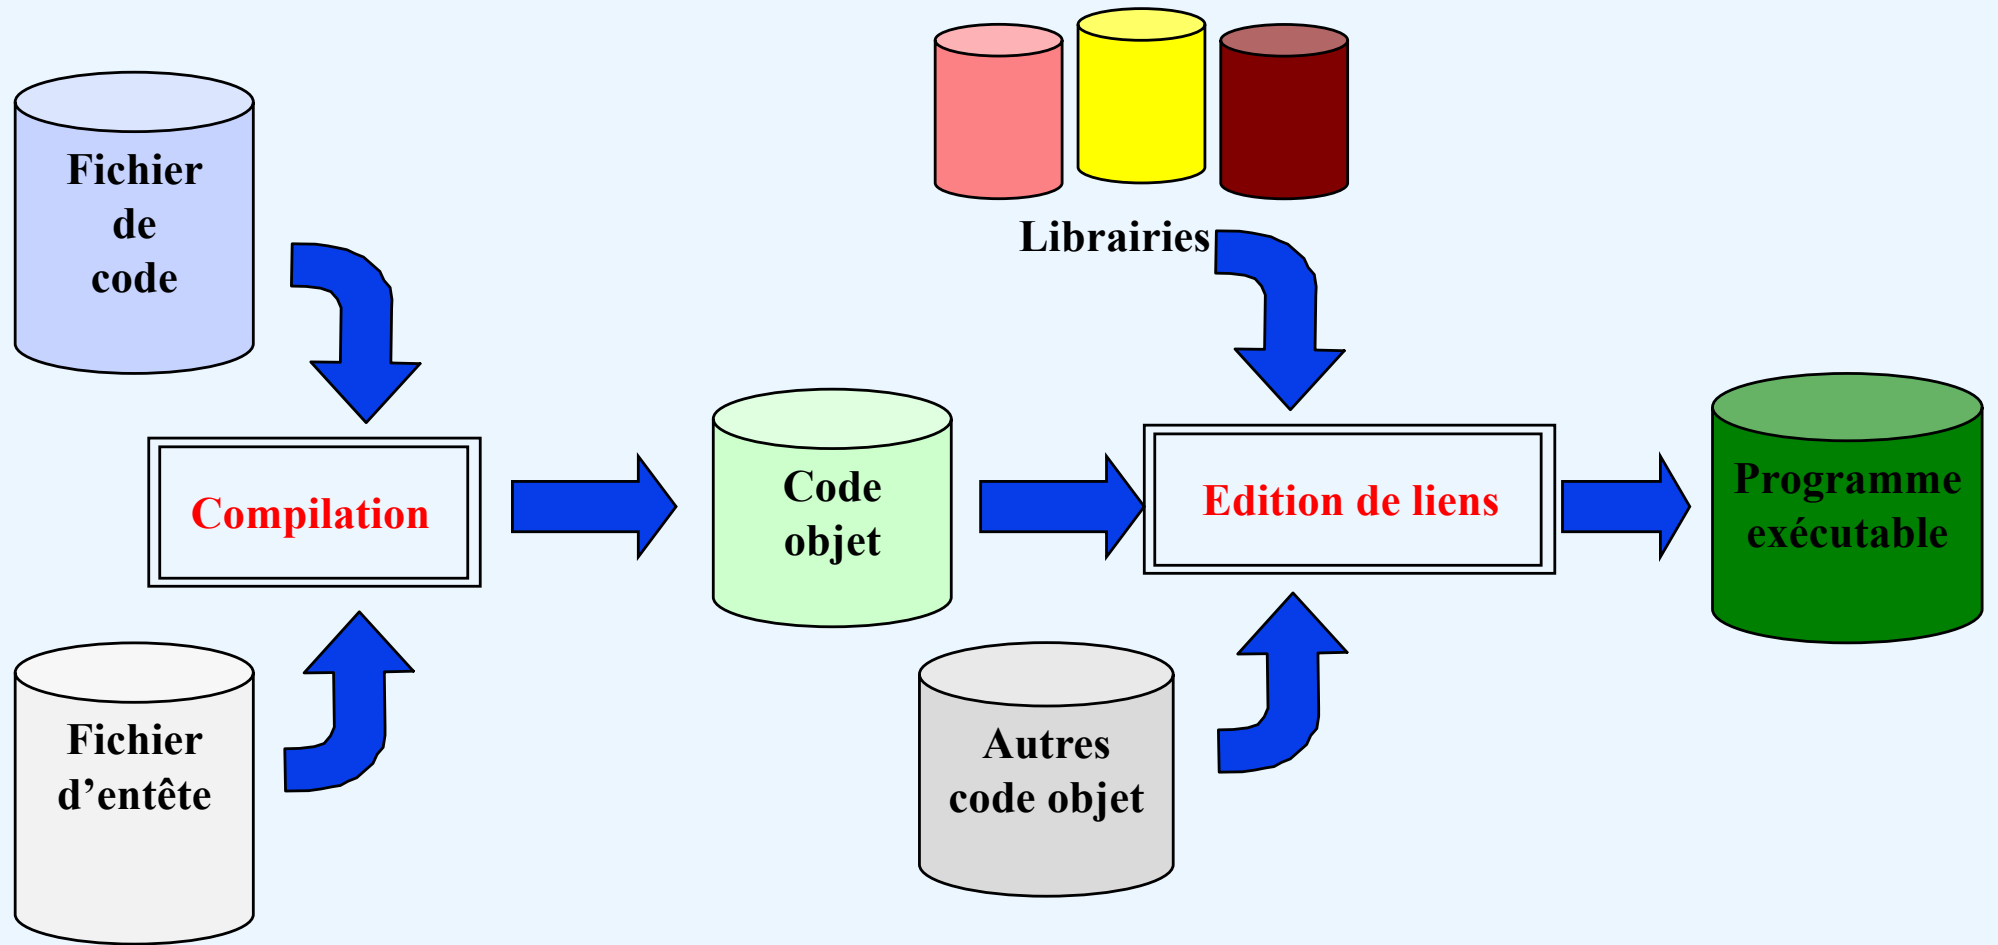 Fichier
de
code
Librairies
Compilation
Code
objet
Edition de liens
Programme
exécutable
Fichier
d’entête
Autres
code objet